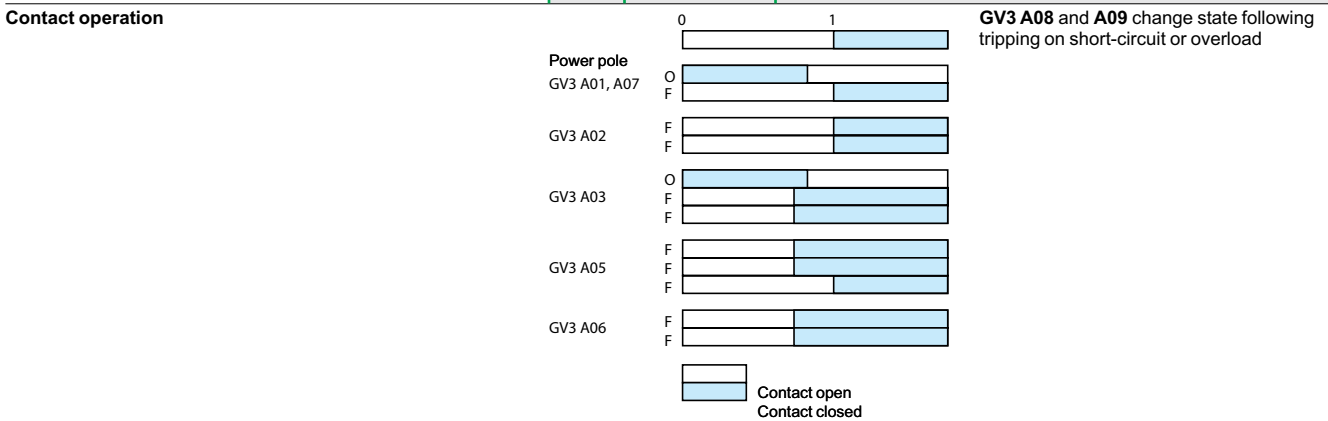 Contact operation
0 1
GV3 A08 and A09 change state following
tripping on short-circuit or overload
Power pole
GV3 A01, A07
O
F
GV3 A02
F
F
GV3 A03
O
F
F
GV3 A05
F
F
F
GV3 A06
F
F
Contact open
Contact closed